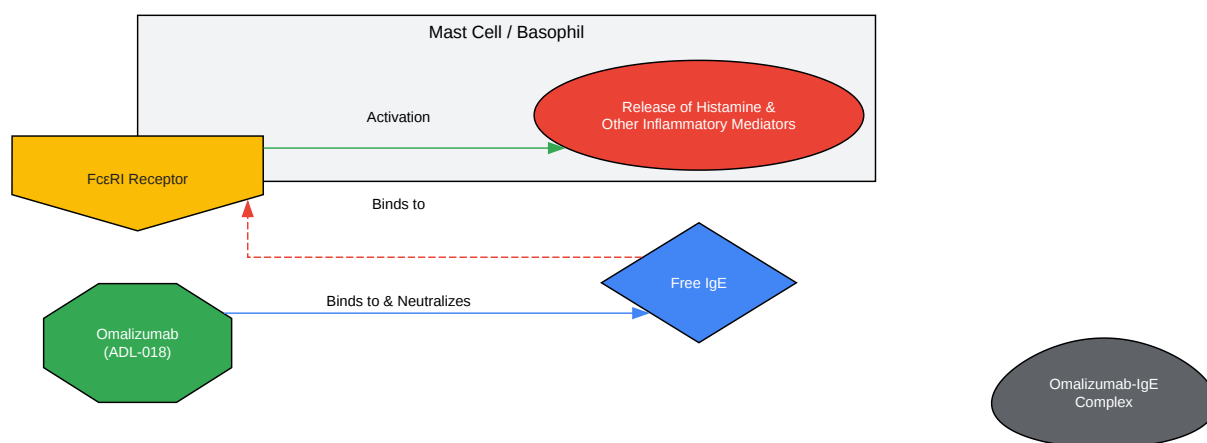 Mast Cell / Basophil
Release of Histamine &
Other Inflammatory Mediators
Activation
FcεRI Receptor
Binds to
Free IgE
Binds to & Neutralizes
Omalizumab
(ADL-018)
Omalizumab-IgE
Complex